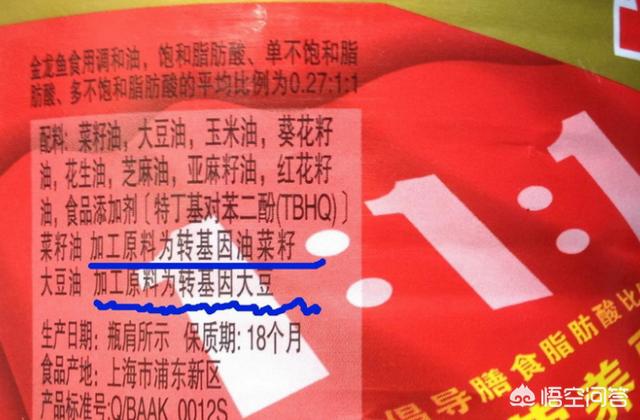 金龙鱼食用调和油，饱和脂肪酸、单不饱和脂
肪酸、多不饱和脂肪酸的平均比例为0.27:1:1
配料: 菜籽油，大豆油，玉米油，葵花籽
油，花生油，芝麻油，亚麻籽油，红花籽
油，食品添加剂〔特丁基对苯二酚(TBHQ)〕
菜籽油 加工原料为转基因油菜籽
大豆油 加工原料为转基因大豆
生产日期: 瓶肩所示 保质期: 18个月
食品产地: 上海市浦东新区
产品标准号:Q/BAAK 0012S
1:1:1
倡导膳食脂肪酸比
悟空问答